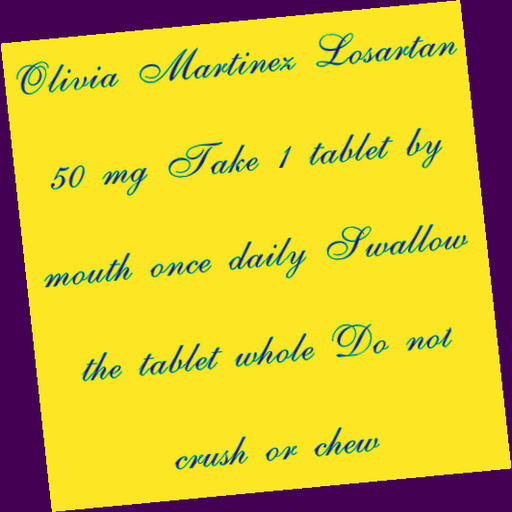 Olivia Martinez Losartan
50 mg Take 1 tablet by
mouth once daily Swallow
the tablet whole Do not
crush or chew